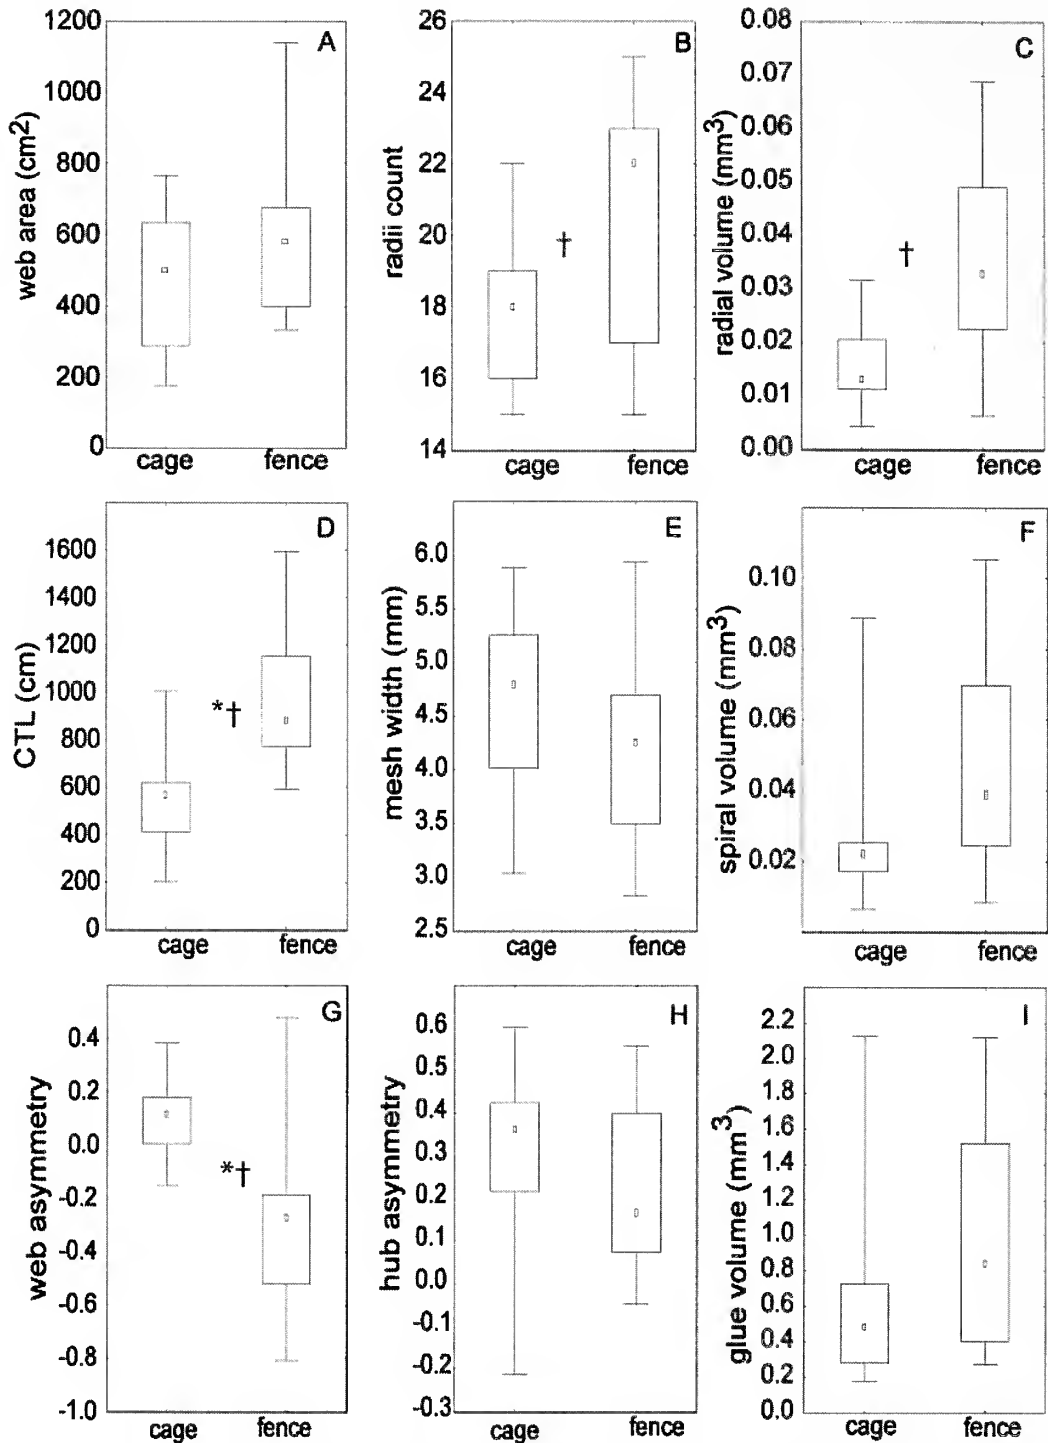 A
web area (cm2)
1200
1000
800
600
400
200
0
cage fence
B
radii count
26
24
22
20
18
16
14
†
cage fence
C
radial volume (mm3)
0.08
0.07
0.06
0.05
0.04
0.03
0.02
0.01
0.00
†
cage fence
D
CTL (cm)
1600
1400
1200
1000
800
600
400
200
0
*†
cage fence
E
mesh width (mm)
6.0
5.5
5.0
4.5
4.0
3.5
3.0
2.5
cage fence
F
spiral volume (mm3)
0.10
0.08
0.06
0.04
0.02
cage fence
G
web asymmetry
0.4
0.2
0.0
-0.2
-0.4
-0.6
-0.8
-1.0
*†
cage fence
H
hub asymmetry
0.6
0.5
0.4
0.3
0.2
0.1
0.0
-0.1
-0.2
-0.3
cage fence
I
glue volume (mm3)
2.2
2.0
1.8
1.6
1.4
1.2
1.0
0.8
0.6
0.4
0.2
0.0
cage fence